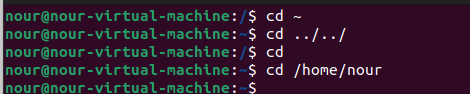 nour@nour-virtual-machine:/$ cd ~
nour@nour-virtual-machine:~$ cd ../../
nour@nour-virtual-machine:/$ cd
nour@nour-virtual-machine:~$ cd /home/nour
nour@nour-virtual-machine:~$